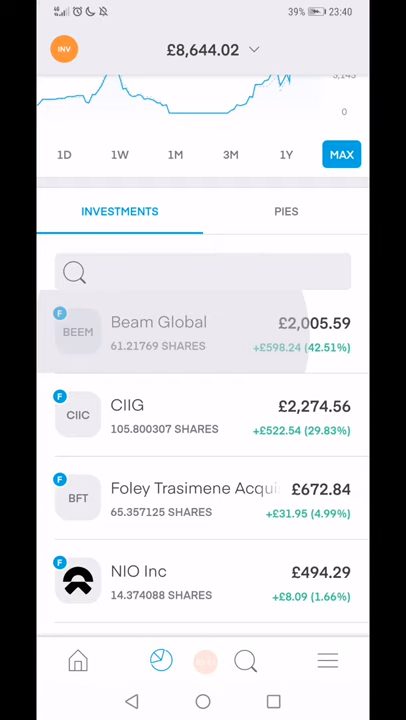 39% 23:40
INV £8,644.02
3,143
0
1D 1W 1M 3M 1Y MAX
INVESTMENTS PIES
F
BEEM Beam Global £2,005.59
61.21769 SHARES +£598.24 (42.51%)
F
CIIC CIIG £2,274.56
105.800307 SHARES +£522.54 (29.83%)
F
BFT Foley Trasimene Acqui £672.84
65.357125 SHARES +£31.95 (4.99%)
F
NIO Inc £494.29
14.374088 SHARES +£8.09 (1.66%)